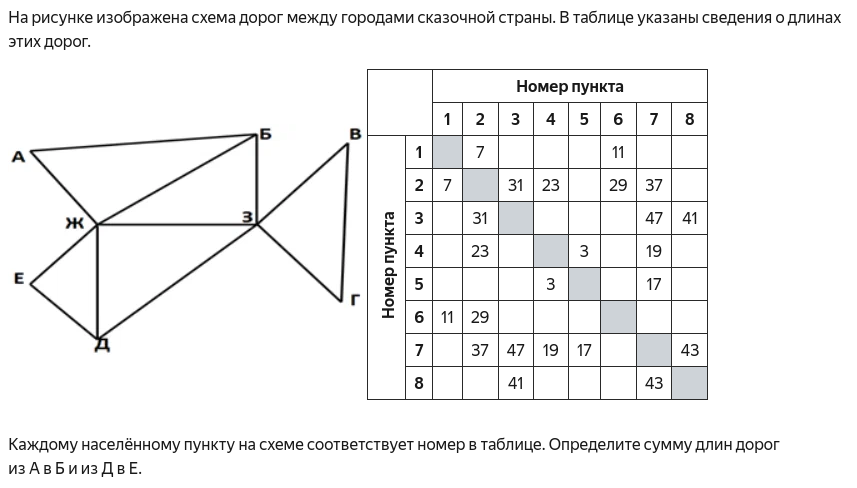 На рисунке изображена схема дорог между городами сказочной страны. В таблице указаны сведения о длинах
этих дорог.
А
Б
В
Ж
З
Е
Г
Д
Номер пункта
1 2 3 4 5 6 7 8
Номер пункта
1 7 11
2 7 31 23 29 37
3 31 47 41
4 23 3 19
5 3 17
6 11 29
7 37 47 19 17 43
8 41 43
Каждому населённому пункту на схеме соответствует номер в таблице. Определите сумму длин дорог
из А в Б и из Д в Е.